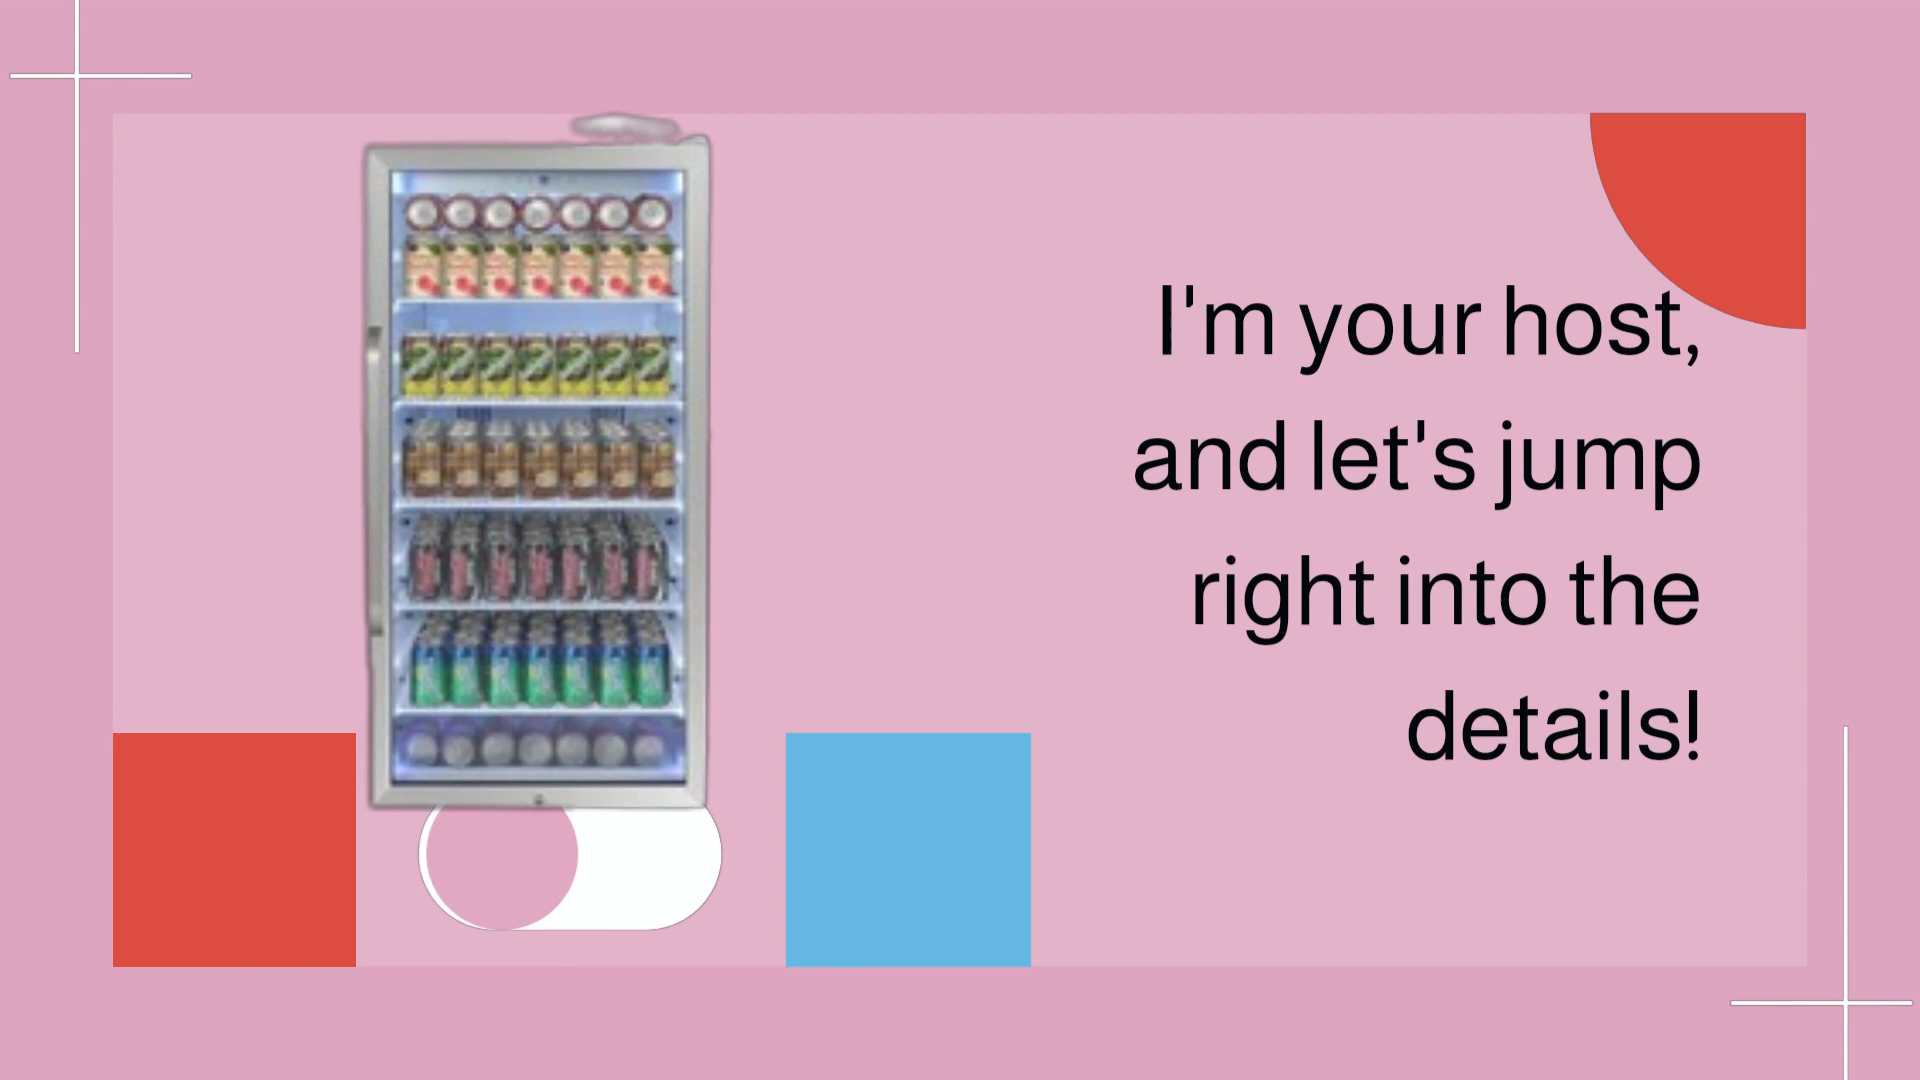 I'm your host,
and let's jump
right into the
details!